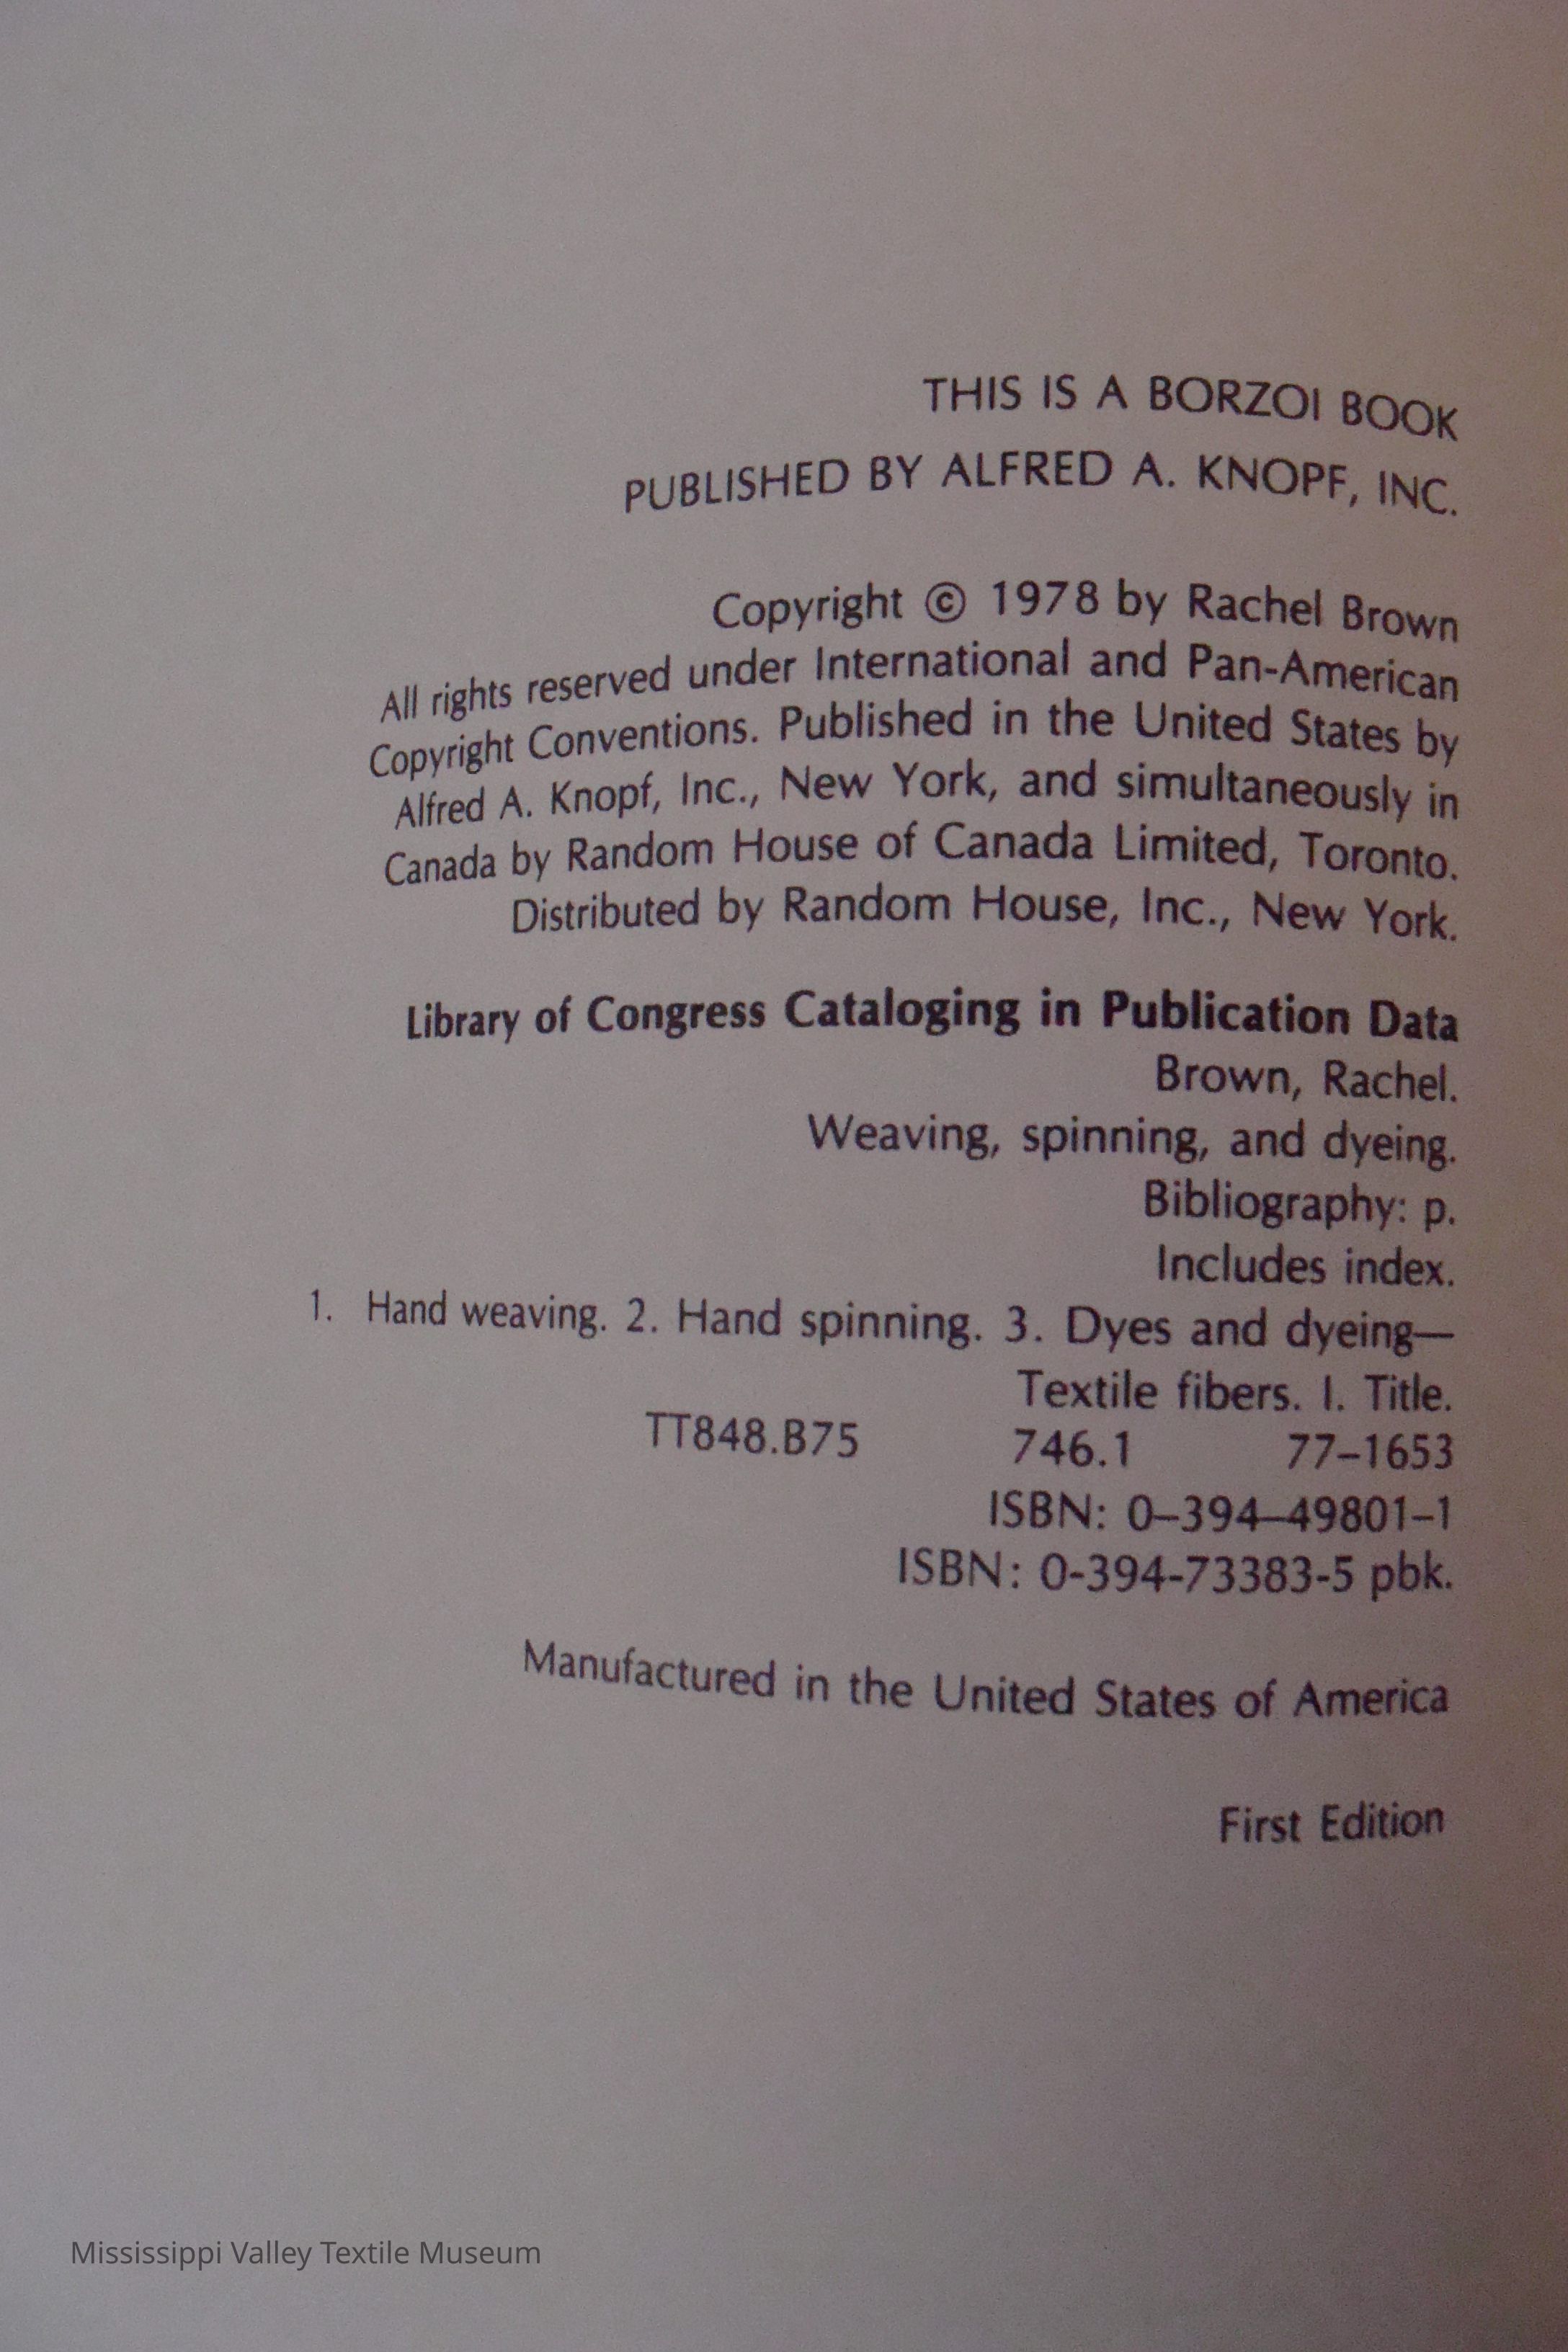 THIS IS A BORZOI BOOK
PUBLISHED BY ALFRED A. KNOPF, INC.
Copyright © 1978 by Rachel Brown
All rights reserved under International and Pan-American
Copyright Conventions. Published in the United States by
Alfred A. Knopf, Inc., New York, and simultaneously in
Canada by Random House of Canada Limited, Toronto.
Distributed by Random House, Inc., New York.
Library of Congress Cataloging in Publication Data
Brown, Rachel.
Weaving, spinning, and dyeing.
Bibliography: p.
Includes index.
1. Hand weaving. 2. Hand spinning. 3. Dyes and dyeing—
Textile fibers. I. Title.
TT848.B75 746.1 77–1653
ISBN: 0–394–49801–1
ISBN: 0-394-73383-5 pbk.
Manufactured in the United States of America
First Edition
Mississippi Valley Textile Museum